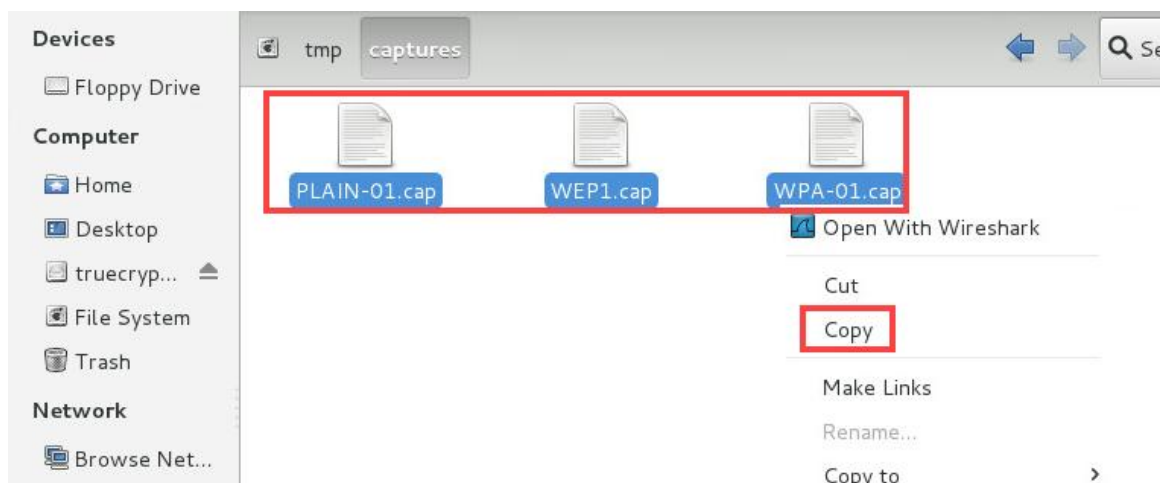 Devices
Floppy Drive
Computer
Home
Desktop
truecryp...
File System
Trash
Network
Browse Net...
tmp captures
Se
PLAIN-01.cap WEP1.cap WPA-01.cap
Open With Wireshark
Cut
Copy
Make Links
Rename...
Copy to